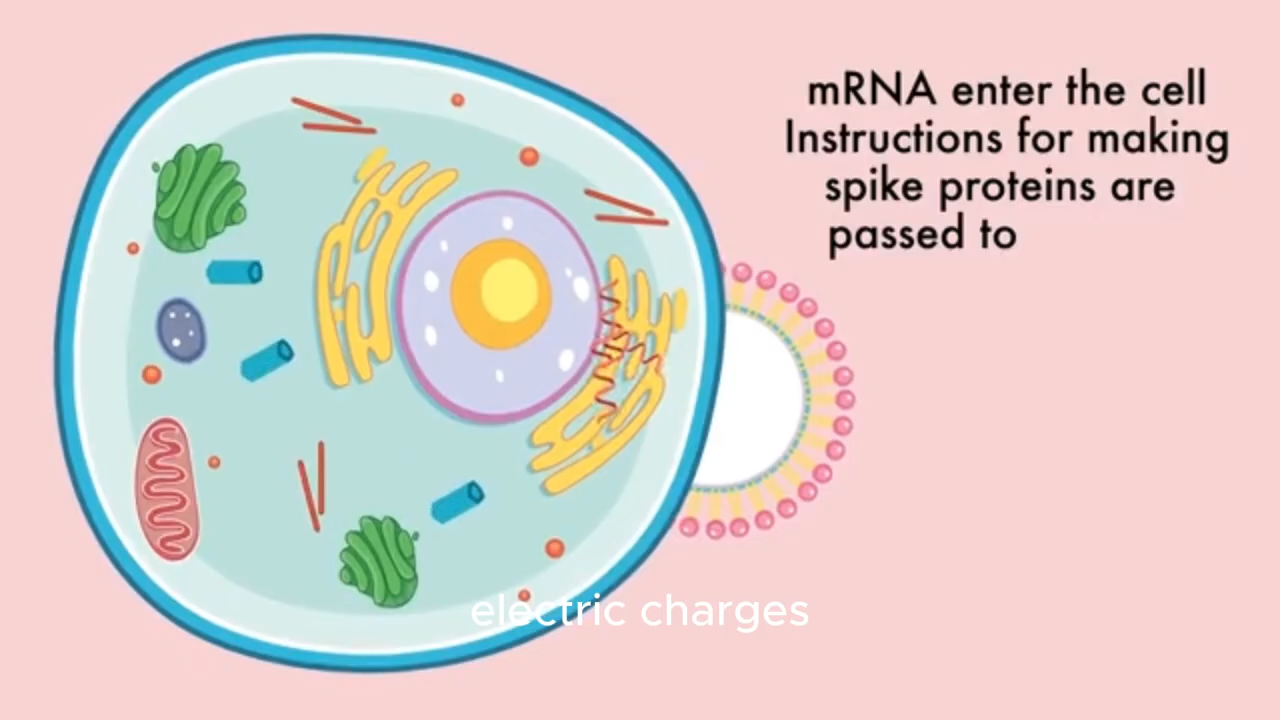 mRNA enter the cell
Instructions for making
spike proteins are
passed to
electric charges